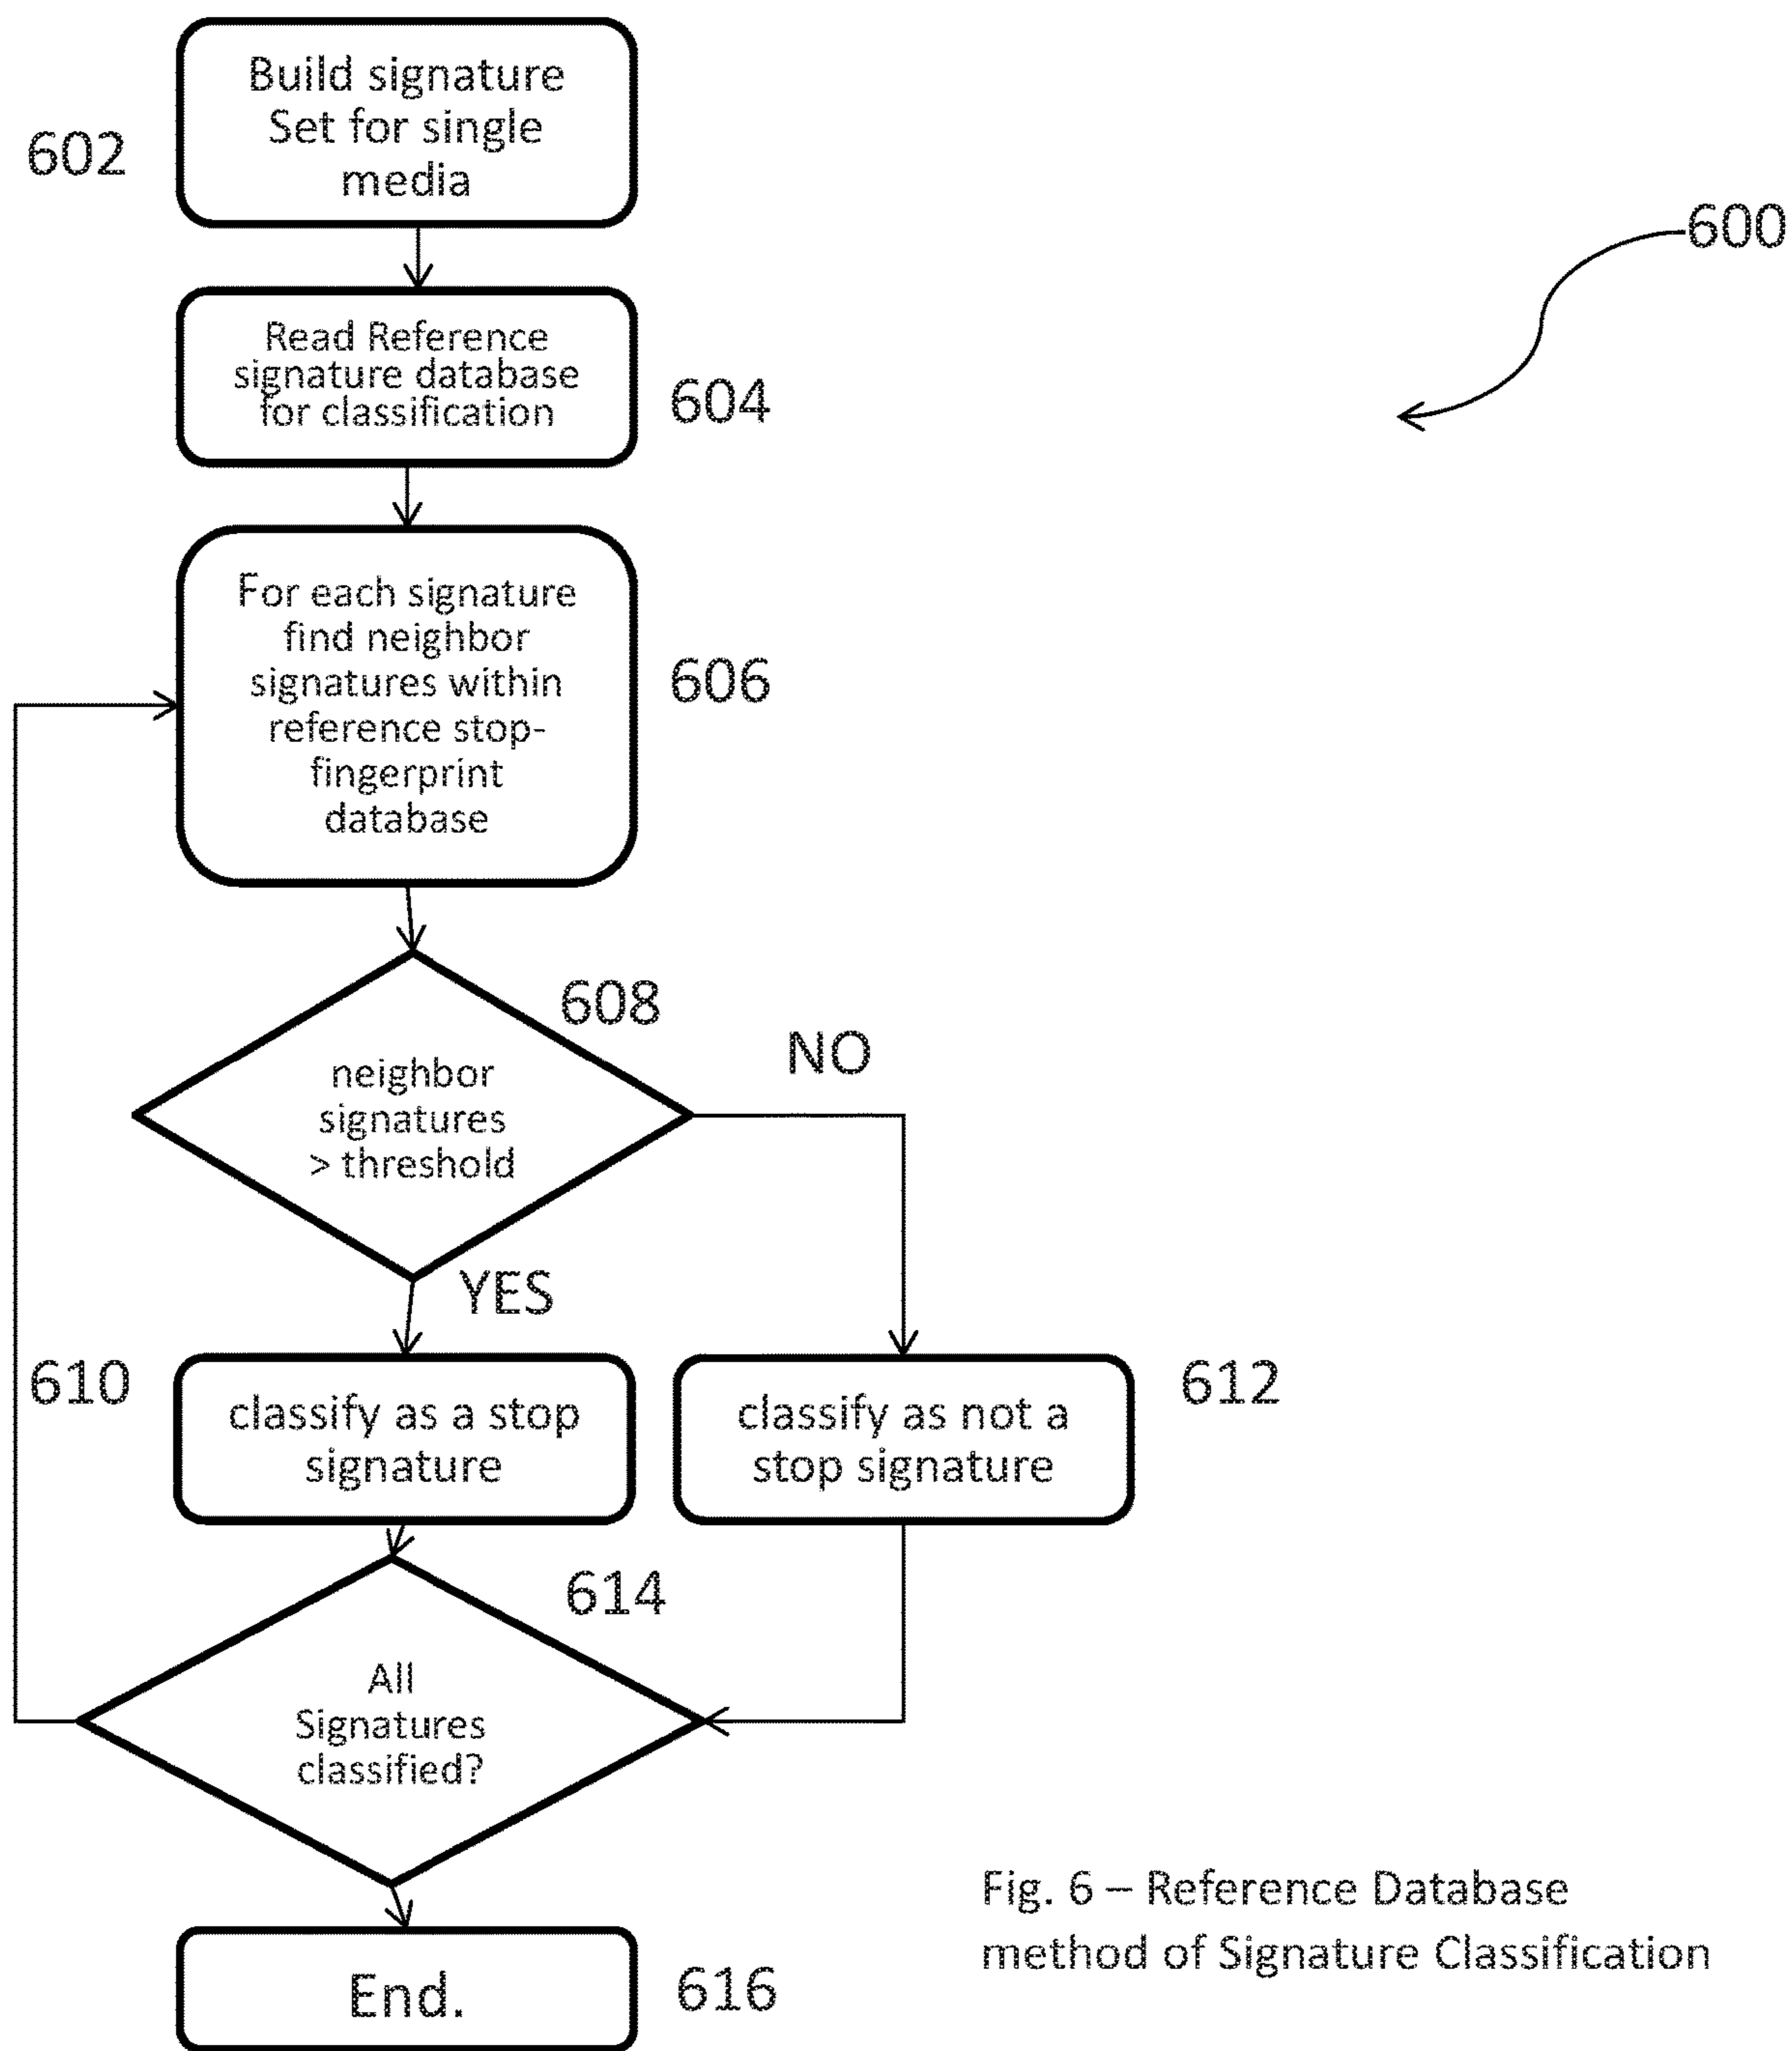 Build signature
Set for single
media
602
600
Read Reference
signature database
for classification
604
For each signature
find neighbor
signatures within
reference stop-
fingerprint
database
606
608
neighbor
signatures
> threshold
NO
YES
610
classify as a stop
signature
classify as not a
stop signature
612
614
All
Signatures
classified?
End.
616
Fig. 6 – Reference Database
method of Signature Classification